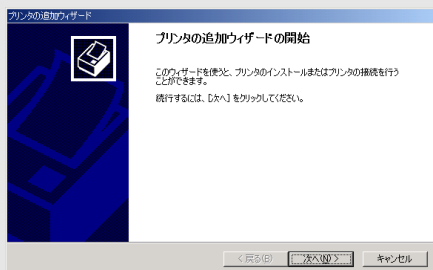 プリンタの追加ウィザード
プリンタの追加ウィザードの開始
このウィザードを使うと、プリンタのインストールまたはプリンタの接続を行う
ことができます。
続行するには、[次へ] をクリックしてください。
< 戻る(B)
次へ(N) >
キャンセル